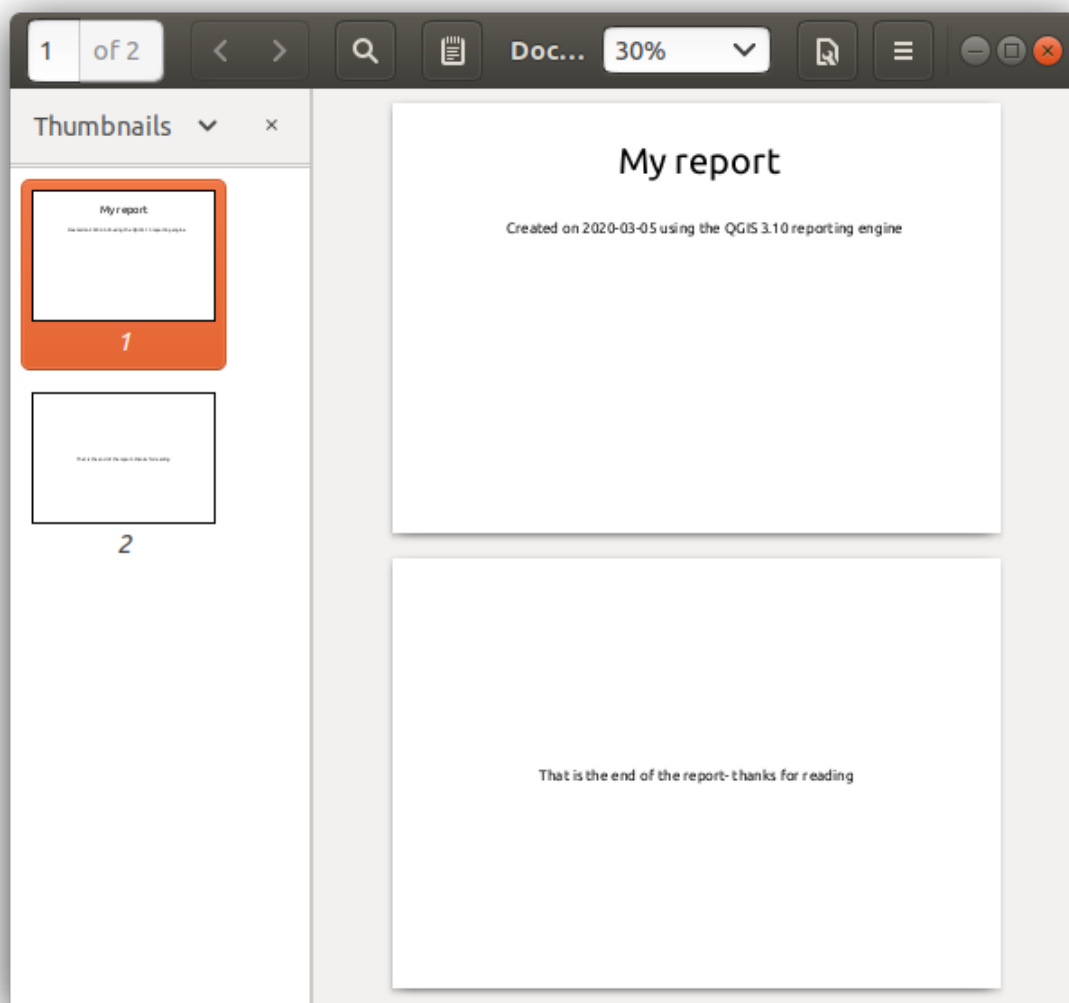 1 of 2
Doc...
30%
Thumbnails
My report
1
2
My report
Created on 2020-03-05 using the QGIS 3.10 reporting engine
That is the end of the report- thanks for reading